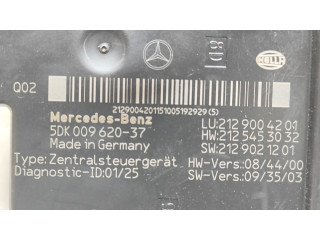 HELLA
Q02
2129004201151005192929(5)
Mercedes-Benz
5DK 009 620-37
Made in Germany
LU:212 900 42 01
HW:212 545 30 32
SW:212 902 12 01
Type:Zentralsteuergerät
HW-Vers:08/44/00
Diagnostic-ID:01/25
SW-Vers:09/35/03